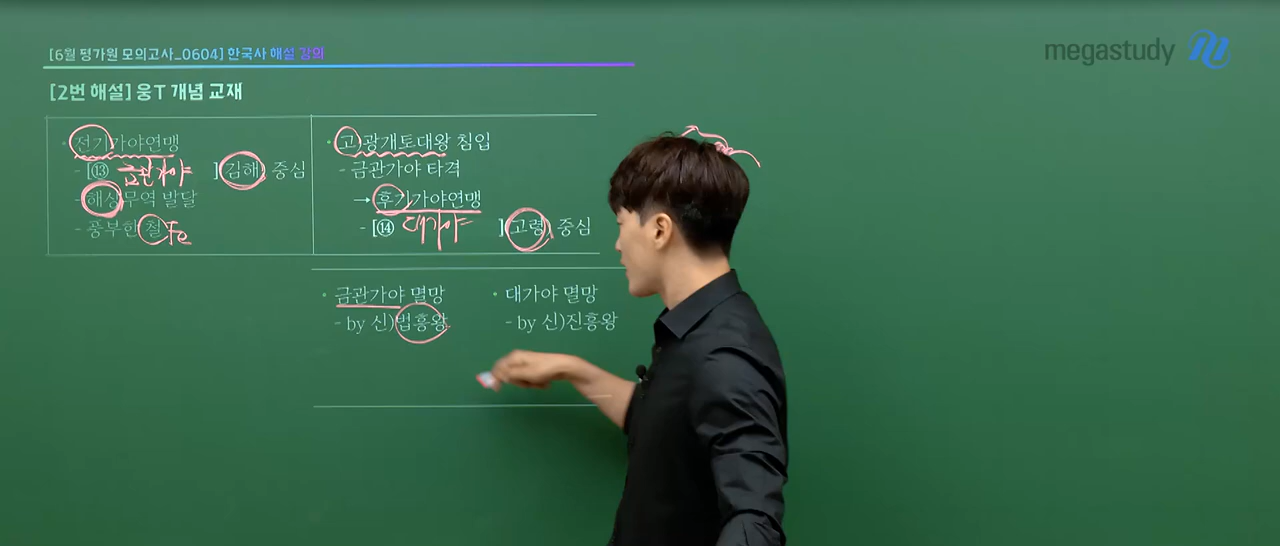 [6월 평가원 모의고사_0604] 한국사 해설 강의
megastudy
[2번 해설] 웅T 개념 교재
· 전기가야연맹
- [⑬ 금관가야 ] 김해 중심
- 해상무역 발달
- 풍부한 철 Fe
· 고 광개토대왕 침입
- 금관가야 타격
→ 후기가야연맹
- [⑭ 대가야 ] 고령 중심
· 금관가야 멸망
- by 신)법흥왕
· 대가야 멸망
- by 신)진흥왕